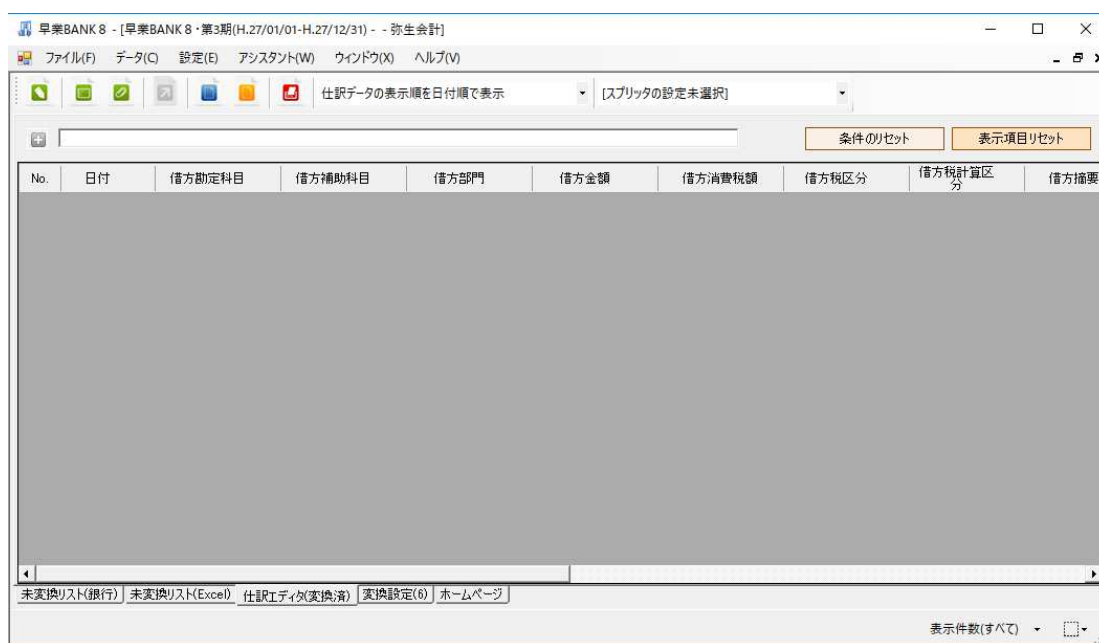 早業BANK 8 - [早業BANK 8・第3期(H.27/01/01-H.27/12/31) - - 弥生会計]
ファイル(F) データ(C) 設定(E) アシスタント(W) ウィンドウ(X) ヘルプ(V)
仕訳データの表示順を日付順で表示 [スプリッタの設定未選択]
条件のリセット 表示項目リセット
No. 日付 借方勘定科目 借方補助科目 借方部門 借方金額 借方消費税額 借方税区分 借方税計算区分 借方摘要
未変換リスト(銀行) 未変換リスト(Excel) 仕訳エディタ(変換済) 変換設定(6) ホームページ
表示件数(すべて)